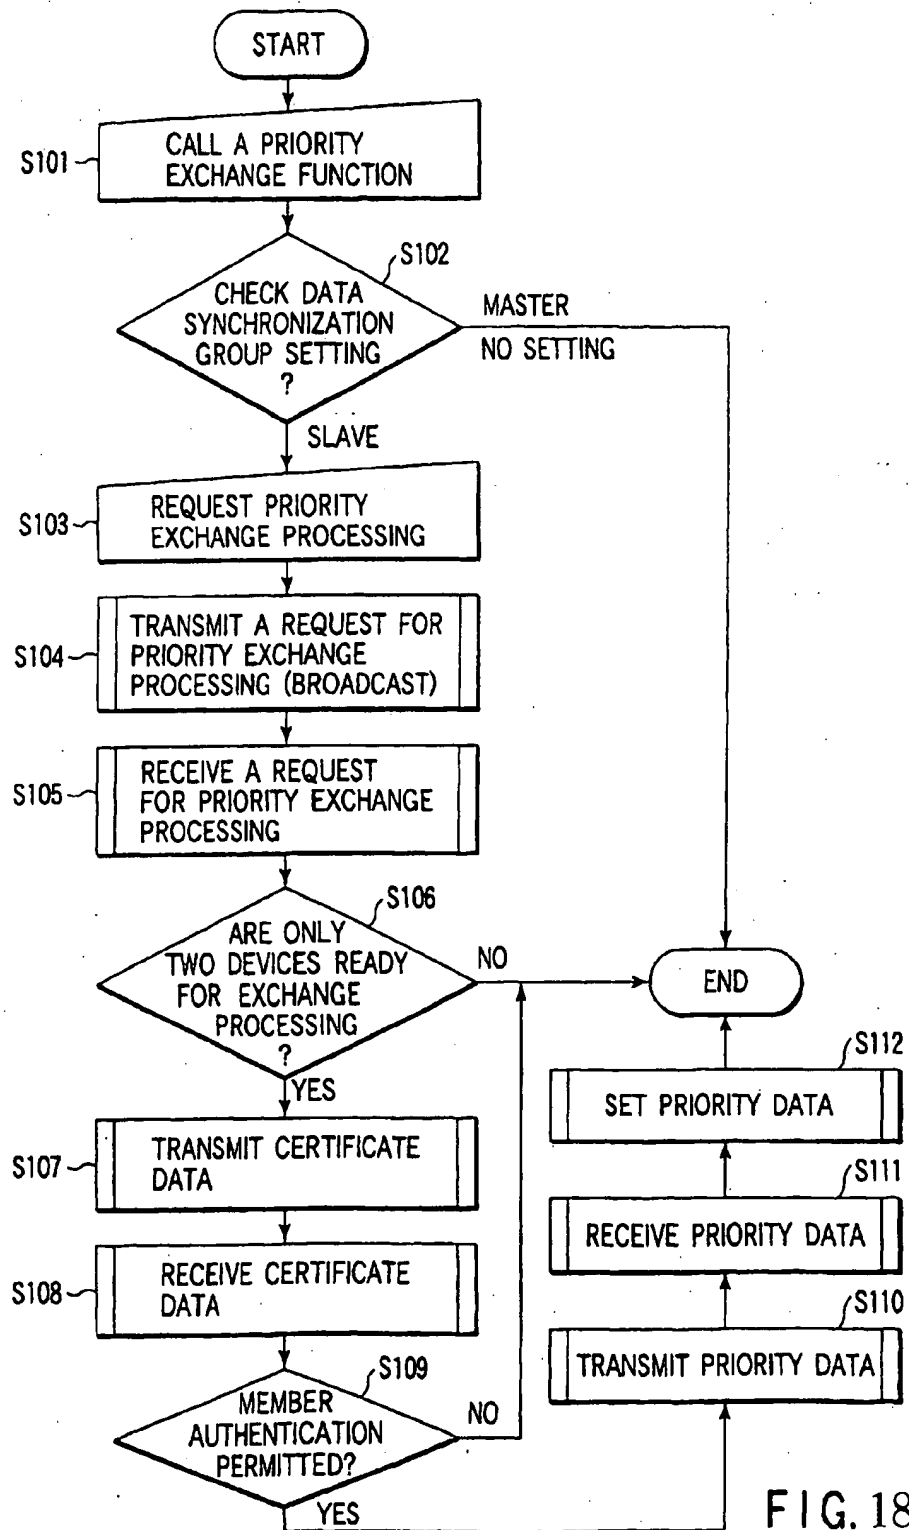 START
S101
CALL A PRIORITY
EXCHANGE FUNCTION
S102
CHECK DATA
SYNCHRONIZATION
GROUP SETTING
?
MASTER
NO SETTING
SLAVE
S103
REQUEST PRIORITY
EXCHANGE PROCESSING
S104
TRANSMIT A REQUEST FOR
PRIORITY EXCHANGE
PROCESSING (BROADCAST)
S105
RECEIVE A REQUEST
FOR PRIORITY EXCHANGE
PROCESSING
S106
ARE ONLY
TWO DEVICES READY
FOR EXCHANGE
PROCESSING
?
NO
END
YES
S107
TRANSMIT CERTIFICATE
DATA
S108
RECEIVE CERTIFICATE
DATA
S109
MEMBER
AUTHENTICATION
PERMITTED?
NO
YES
S112
SET PRIORITY DATA
S111
RECEIVE PRIORITY DATA
S110
TRANSMIT PRIORITY DATA
FIG. 18